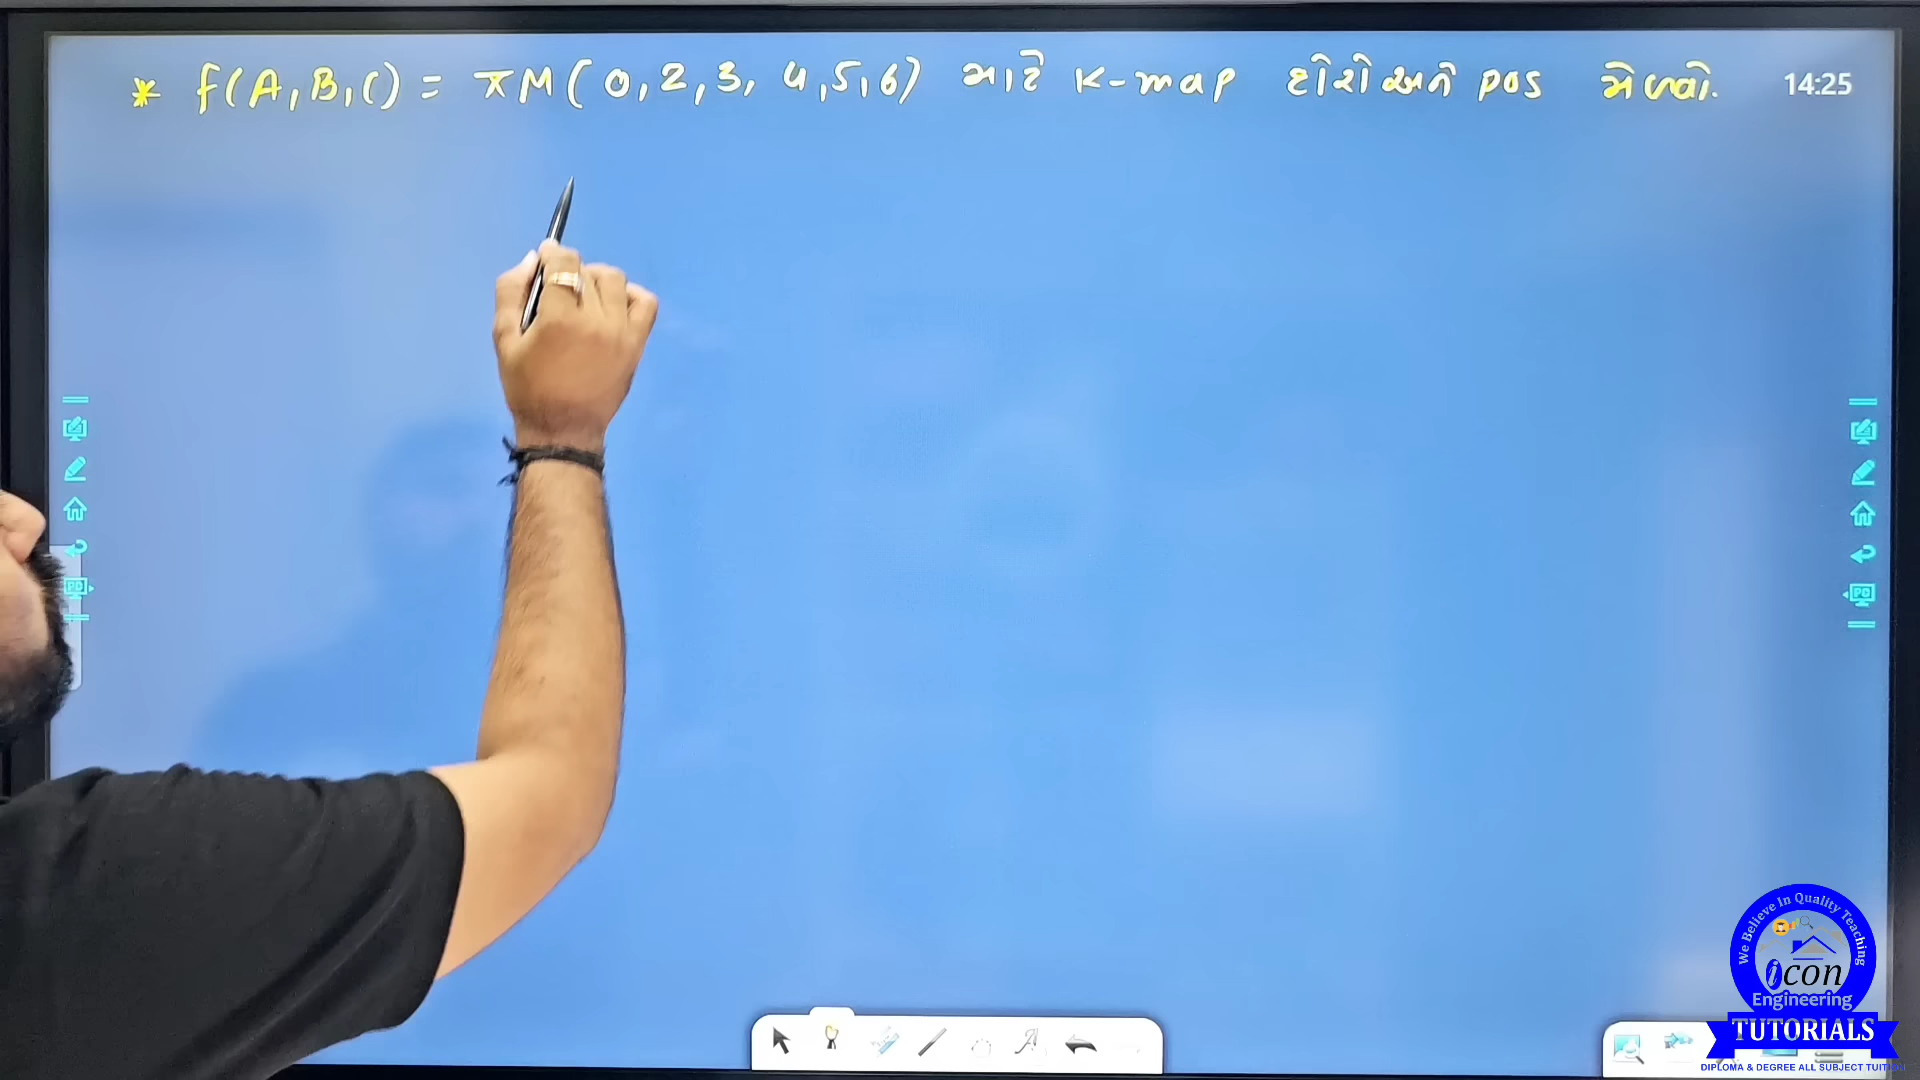 * f(A,B,C) = πM(0,2,3,4,5,6) માટે K-map દોરો અને POS મેળવો. 14:25
We Believe In Quality Teaching
icon
Engineering
TUTORIALS
DIPLOMA & DEGREE ALL SUBJECT TUITION